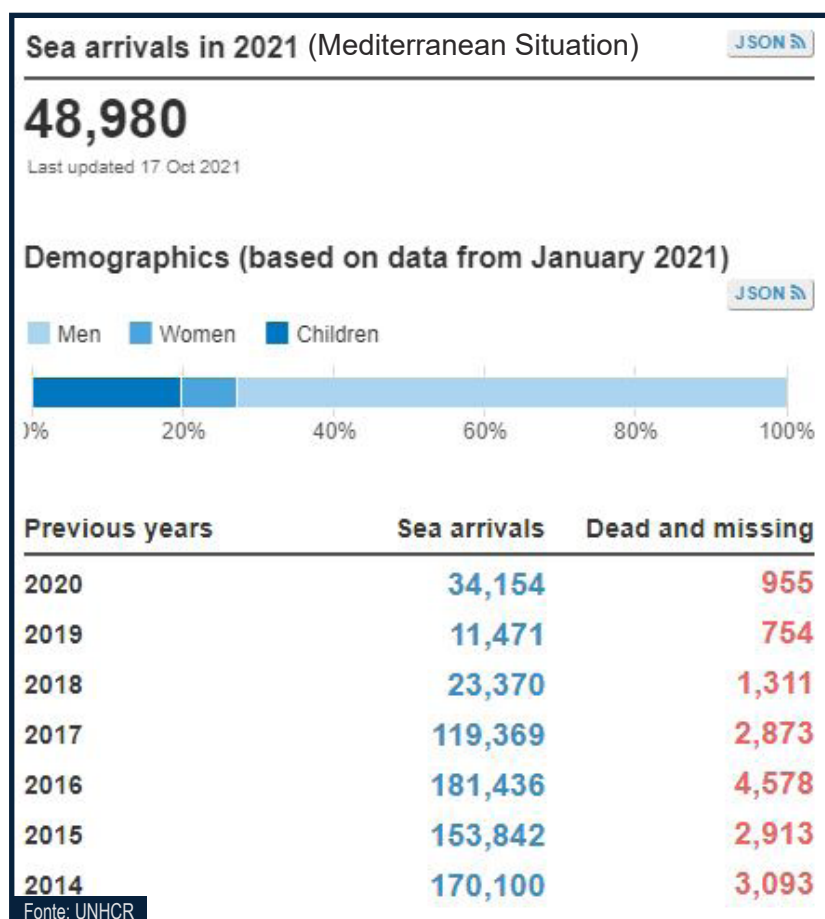 Sea arrivals in 2021 (Mediterranean Situation) JSON
48,980
Last updated 17 Oct 2021
Demographics (based on data from January 2021)
JSON
Men Women Children
)% 20% 40% 60% 80% 100%
Previous years Sea arrivals Dead and missing
2020 34,154 955
2019 11,471 754
2018 23,370 1,311
2017 119,369 2,873
2016 181,436 4,578
2015 153,842 2,913
2014 170,100 3,093
Fonte: UNHCR